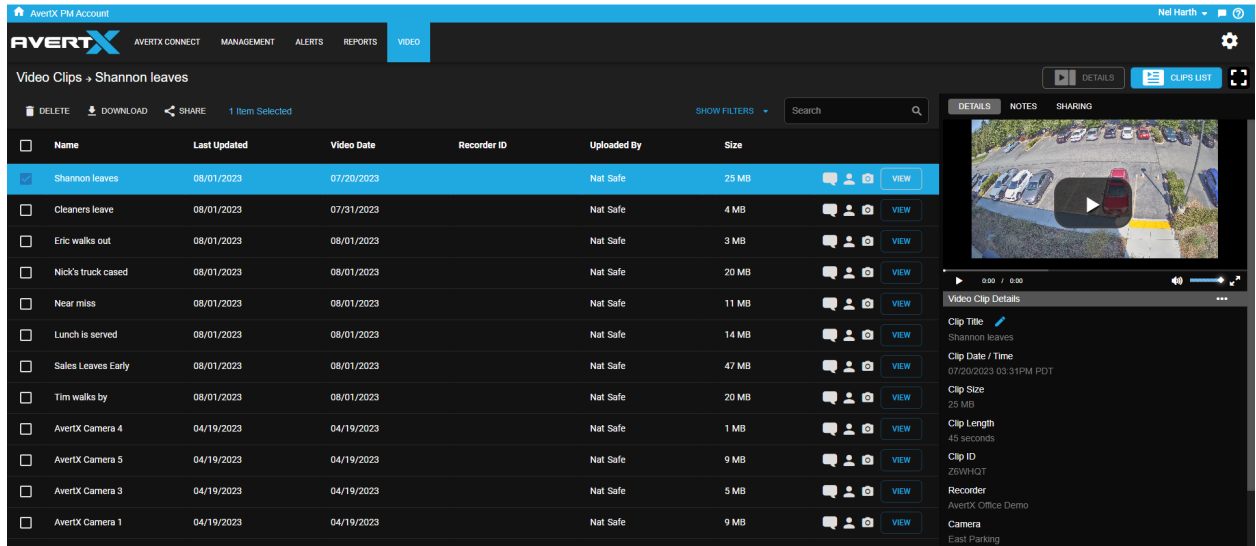 AvertX PM Account
Nel Harth
AVERTX
AVERTX CONNECT MANAGEMENT ALERTS REPORTS VIDEO
Video Clips → Shannon leaves
DETAILS CLIPS LIST
DELETE DOWNLOAD SHARE 1 Item Selected SHOW FILTERS Search
Name Last Updated Video Date Recorder ID Uploaded By Size
Shannon leaves 08/01/2023 07/20/2023 Nat Safe 25 MB VIEW
Cleaners leave 08/01/2023 07/31/2023 Nat Safe 4 MB VIEW
Eric walks out 08/01/2023 08/01/2023 Nat Safe 3 MB VIEW
Nick's truck cased 08/01/2023 08/01/2023 Nat Safe 20 MB VIEW
Near miss 08/01/2023 08/01/2023 Nat Safe 11 MB VIEW
Lunch is served 08/01/2023 08/01/2023 Nat Safe 14 MB VIEW
Sales Leaves Early 08/01/2023 08/01/2023 Nat Safe 47 MB VIEW
Tim walks by 08/01/2023 08/01/2023 Nat Safe 20 MB VIEW
AvertX Camera 4 04/19/2023 04/19/2023 Nat Safe 1 MB VIEW
AvertX Camera 5 04/19/2023 04/19/2023 Nat Safe 9 MB VIEW
AvertX Camera 3 04/19/2023 04/19/2023 Nat Safe 5 MB VIEW
AvertX Camera 1 04/19/2023 04/19/2023 Nat Safe 9 MB VIEW
DETAILS NOTES SHARING
0:00 / 0:00
Video Clip Details
Clip Title
Shannon leaves
Clip Date / Time
07/20/2023 03:31PM PDT
Clip Size
25 MB
Clip Length
45 seconds
Clip ID
Z6WHQT
Recorder
AvertX Office Demo
Camera
East Parking